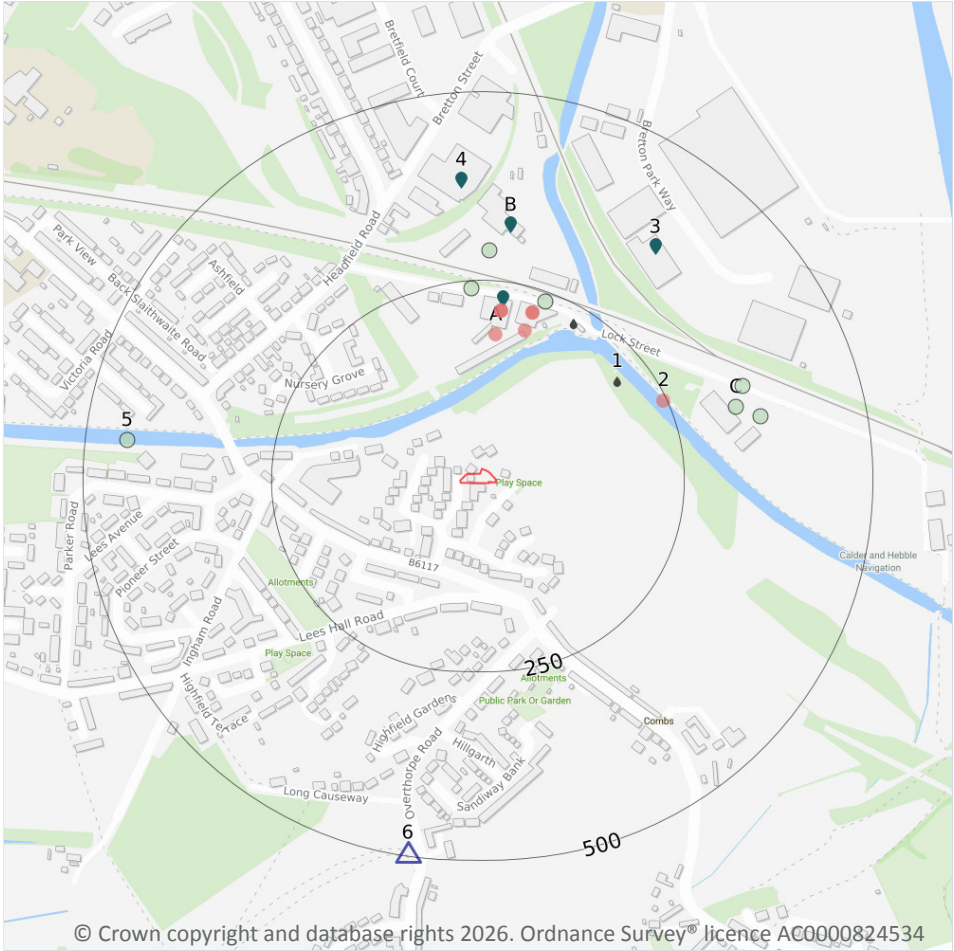 Bretfield Court
Bretton Street
Bretton Park Way
4
B
3
Park View
Ashfield
Headfield Road
Back Slaithwaite Road
Victoria Road
A
Lock Street
Nursery Grove
1
2
C
5
Play Space
Parker Road
Lees Avenue
Pioneer Street
B6117
Calder and Hebble
Navigation
Allotments
Ingham Road
Lees Hall Road
Play Space
250
Allotments
Public Park Or Garden
Highfield Terrace
Highfield Gardens
Combs
Hillgarth
Overthorpe Road
Sandiway Bank
Long Causeway
6
500
© Crown copyright and database rights 2026. Ordnance Survey® licence AC0000824534